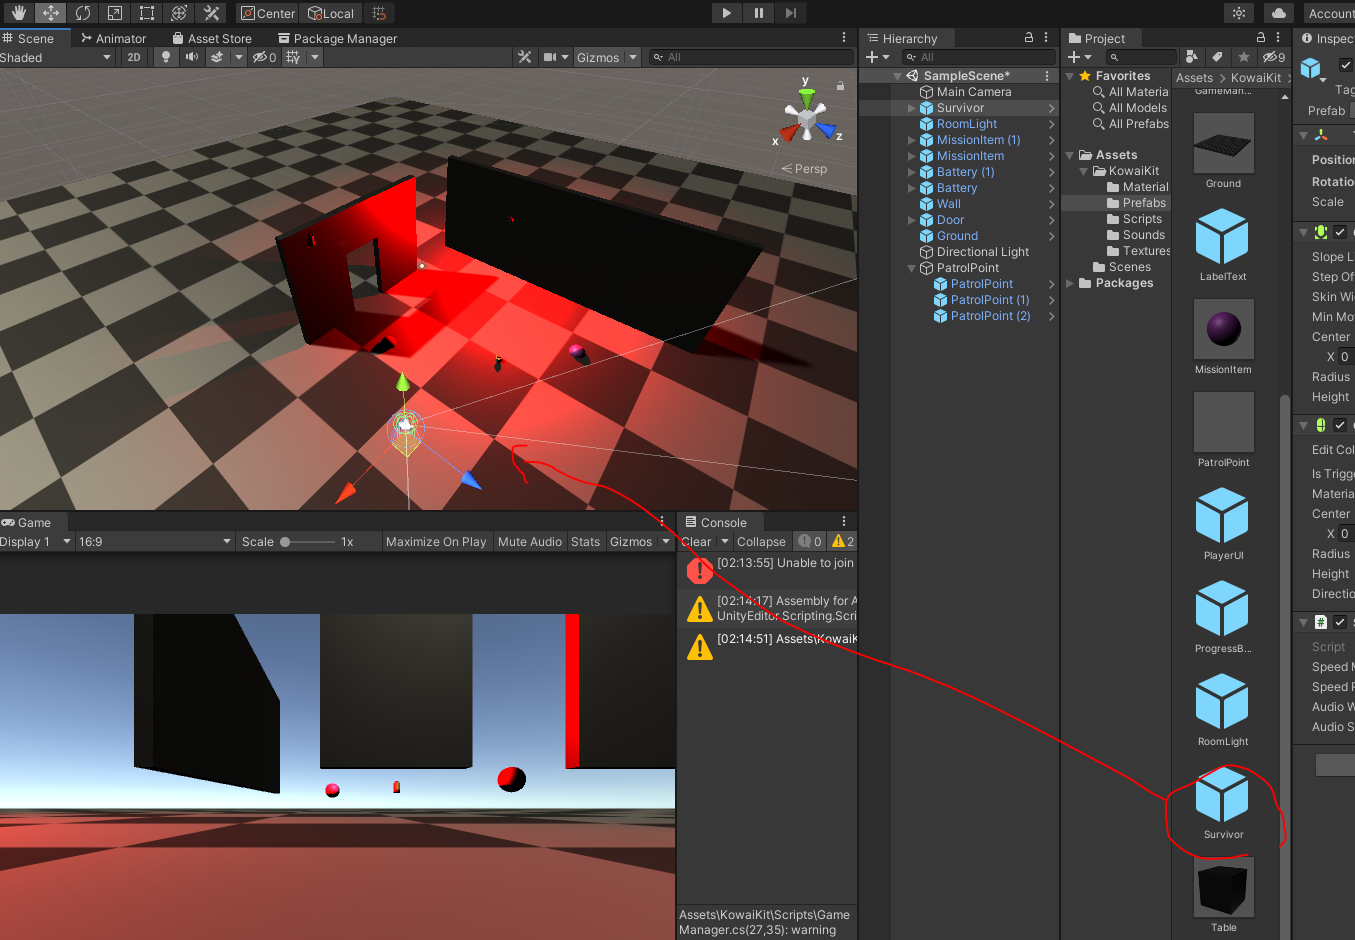 Center
Local
Account
Scene
Animator
Asset Store
Package Manager
Shaded
2D
0
Gizmos
All
y
x
z
Persp
Game
Display 1
16:9
Scale
1x
Maximize On Play
Mute Audio
Stats
Gizmos
Console
Clear
Collapse
0
2
[02:13:55] Unable to join
[02:14:17] Assembly for A
UnityEditor.Scripting.Scri
[02:14:51] Assets\KowaiK
Assets\KowaiKit\Scripts\Game
Manager.cs(27,35): warning
Hierarchy
All
SampleScene*
Main Camera
Survivor
RoomLight
MissionItem (1)
MissionItem
Battery (1)
Battery
Wall
Door
Ground
Directional Light
PatrolPoint
PatrolPoint
PatrolPoint (1)
PatrolPoint (2)
Project
9
Favorites
All Materia
All Models
All Prefabs
Assets
KowaiKit
Material
Prefabs
Scripts
Sounds
Textures
Scenes
Packages
Assets > KowaiKit >
GameMan...
Ground
LabelText
MissionItem
PatrolPoint
PlayerUI
ProgressB...
RoomLight
Survivor
Table
Inspec
Tag
Prefab
Position
Rotatio
Scale
Slope L
Step Of
Skin Wi
Min Mo
Center
X 0
Radius
Height
Edit Col
Is Trigg
Materia
Center
X 0
Radius
Height
Directio
Script
Speed M
Speed R
Audio W
Audio S